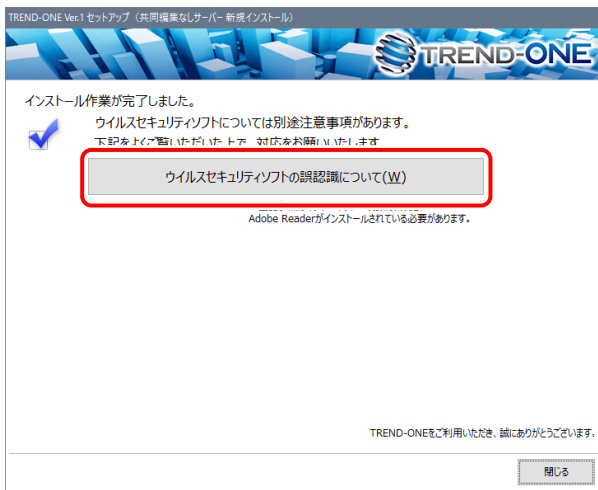 TREND-ONE Ver.1 セットアップ（共同編集なしサーバー 新規インストール）
TREND-ONE
インストール作業が完了しました。
ウイルスセキュリティソフトについては別途注意事項があります。
下記をよくご覧いただいた上で、対応をお願いいたします
ウイルスセキュリティソフトの誤認識について(W)
Adobe Readerがインストールされている必要があります。
TREND-ONEをご利用いただき、誠にありがとうございます。
閉じる